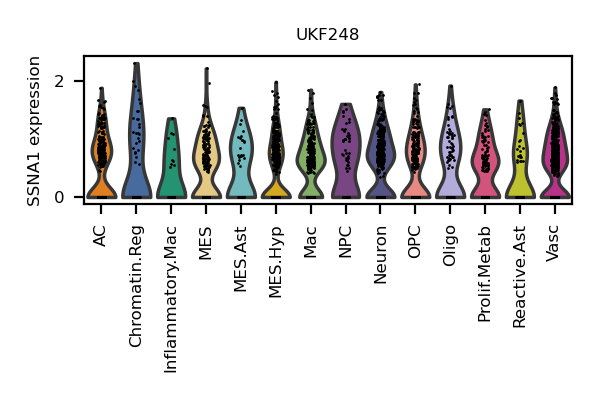 UKF248
SSNA1 expression
2
0
AC
Chromatin.Reg
Inflammatory.Mac
MES
MES.Ast
MES.Hyp
Mac
NPC
Neuron
OPC
Oligo
Prolif.Metab
Reactive.Ast
Vasc